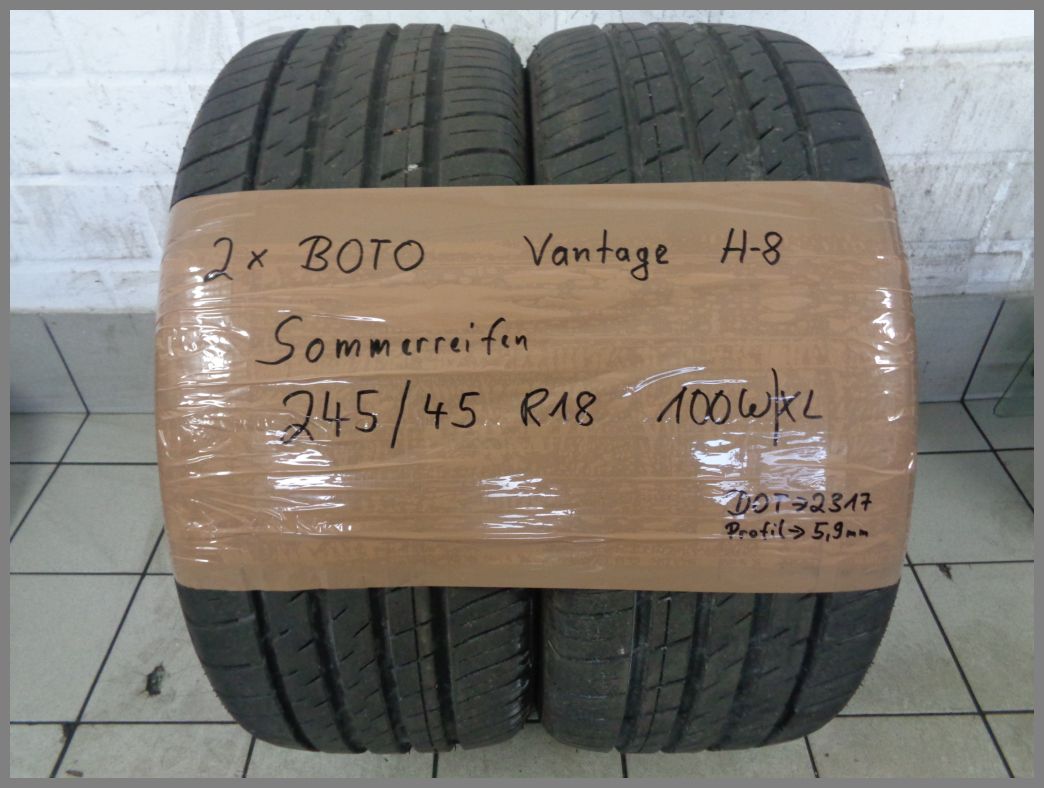 2x BOTO Vantage H-8
Sommerreifen
245/45 R18 100W XL
DOT→2317
Profil→5,9mm